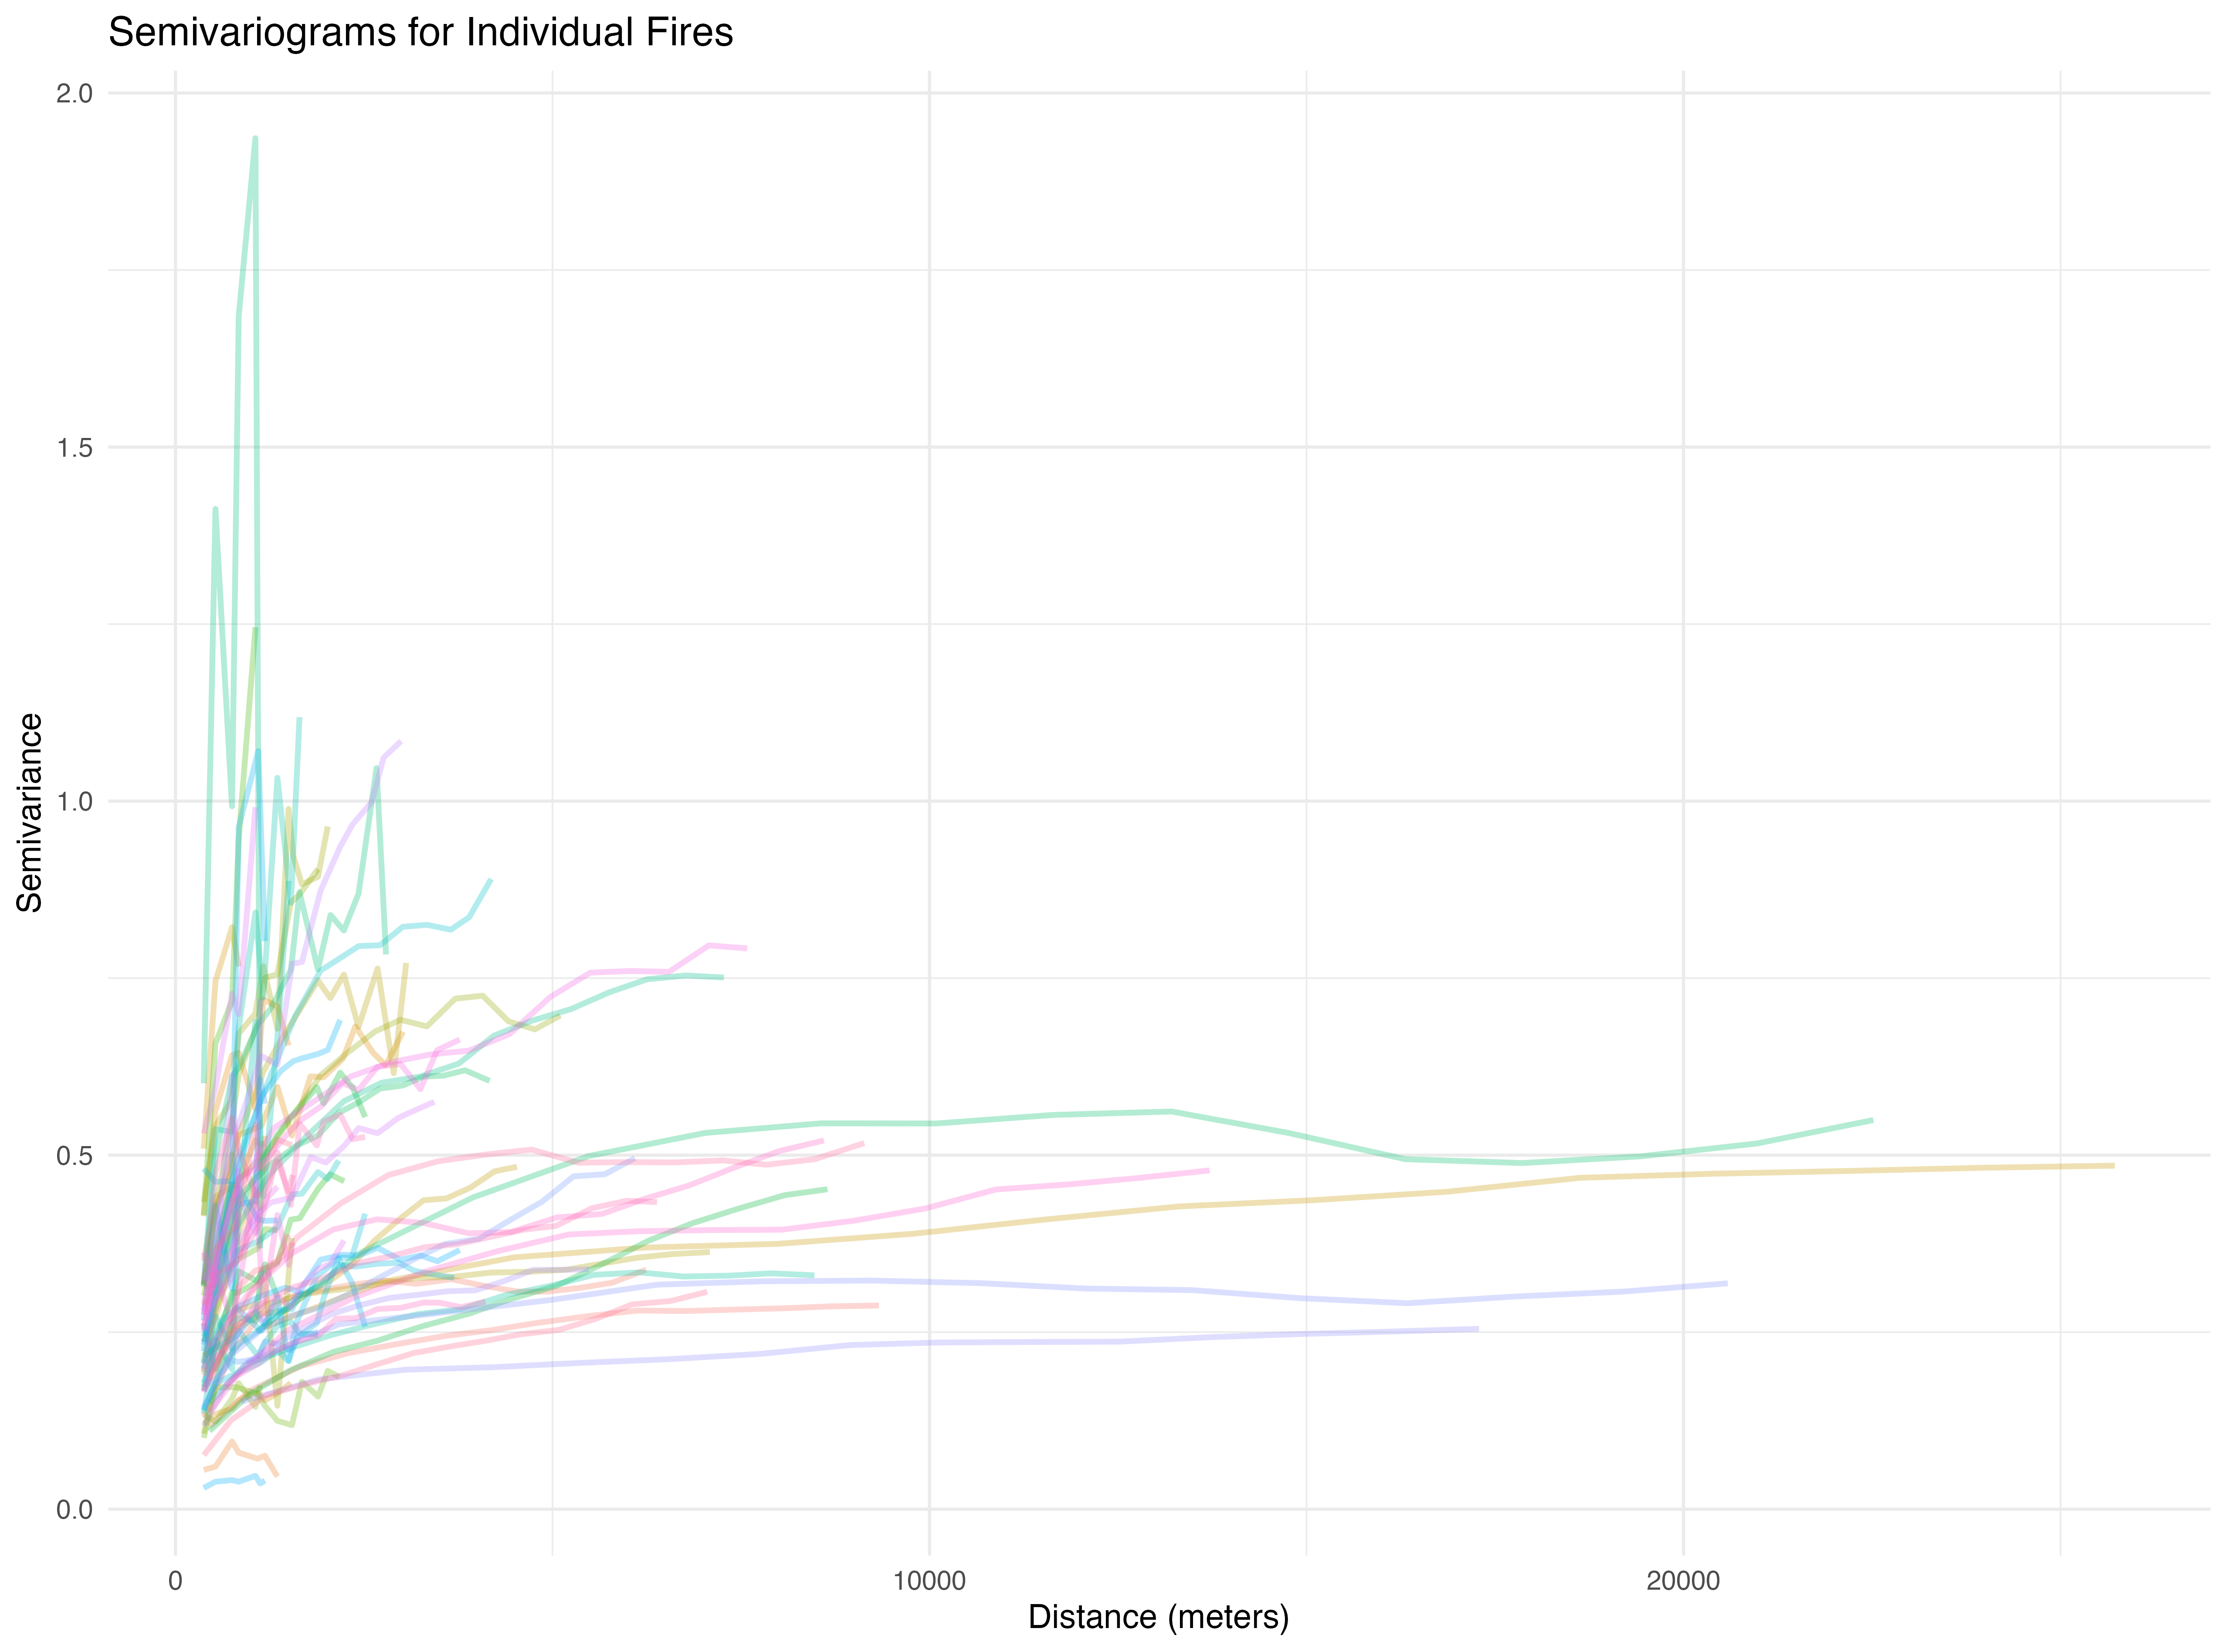 Semivariograms for Individual Fires
2.0
1.5
1.0
0.5
0.0
Semivariance
0
10000
20000
Distance (meters)